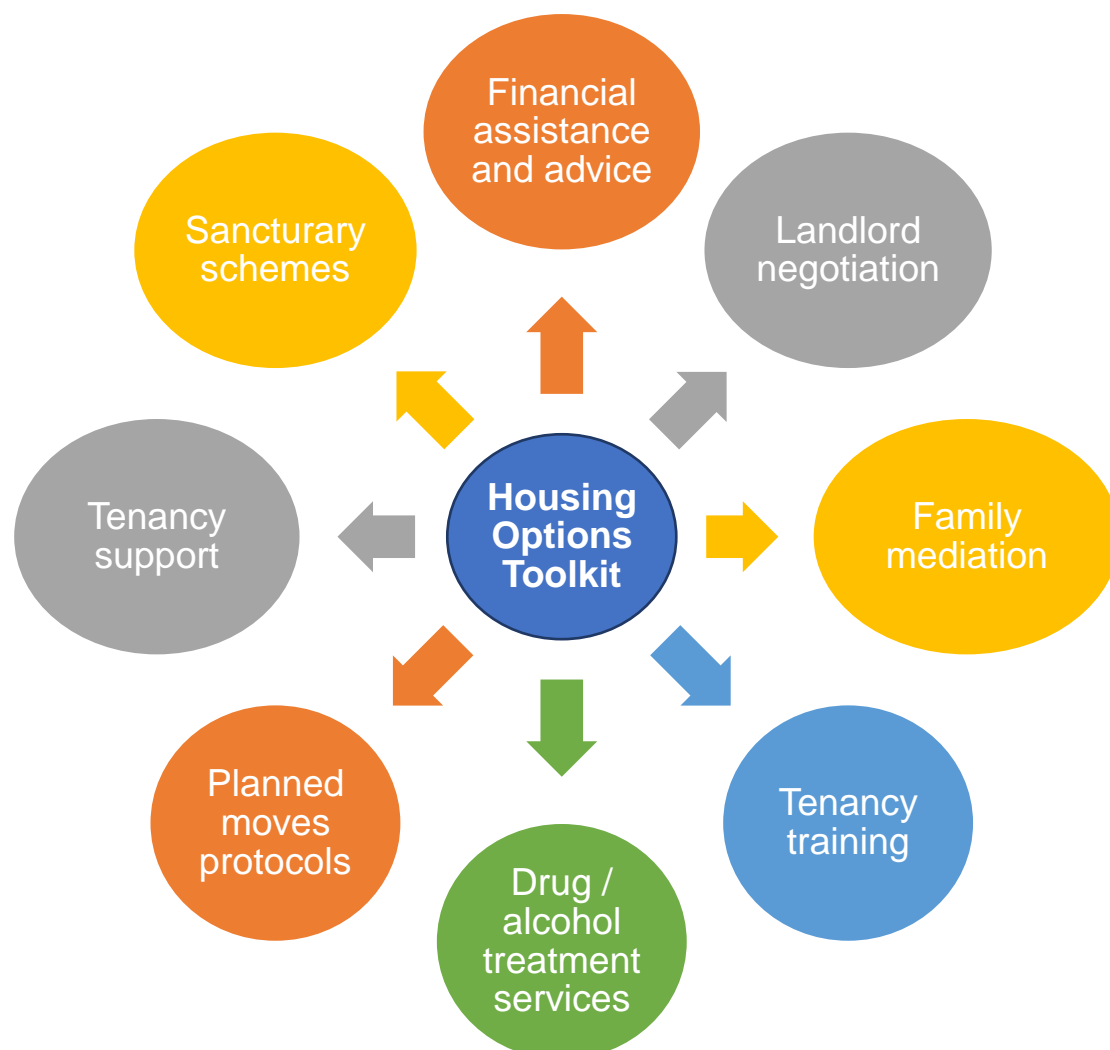 Financial
assistance
and advice
Sancturary
schemes
Landlord
negotiation
Housing
Options
Toolkit
Tenancy
support
Family
mediation
Planned
moves
protocols
Tenancy
training
Drug /
alcohol
treatment
services